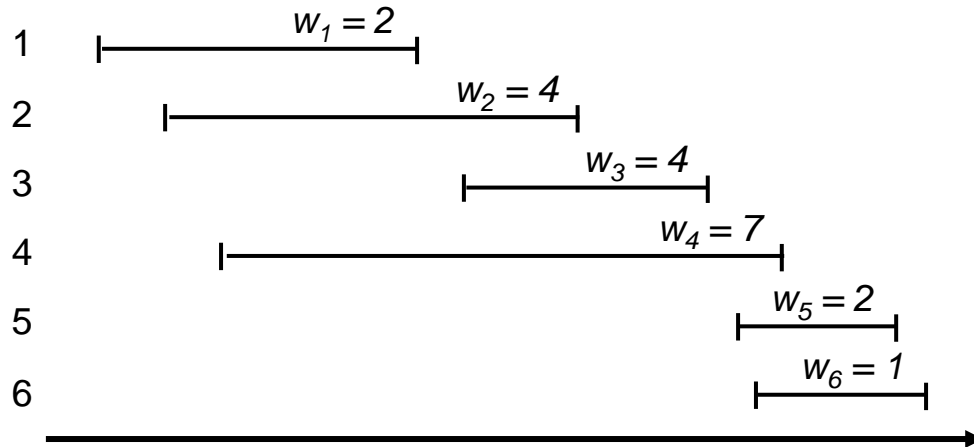 1 w₁ = 2
2 w₂ = 4
3 w₃ = 4
4 w₄ = 7
5 w₅ = 2
6 w₆ = 1